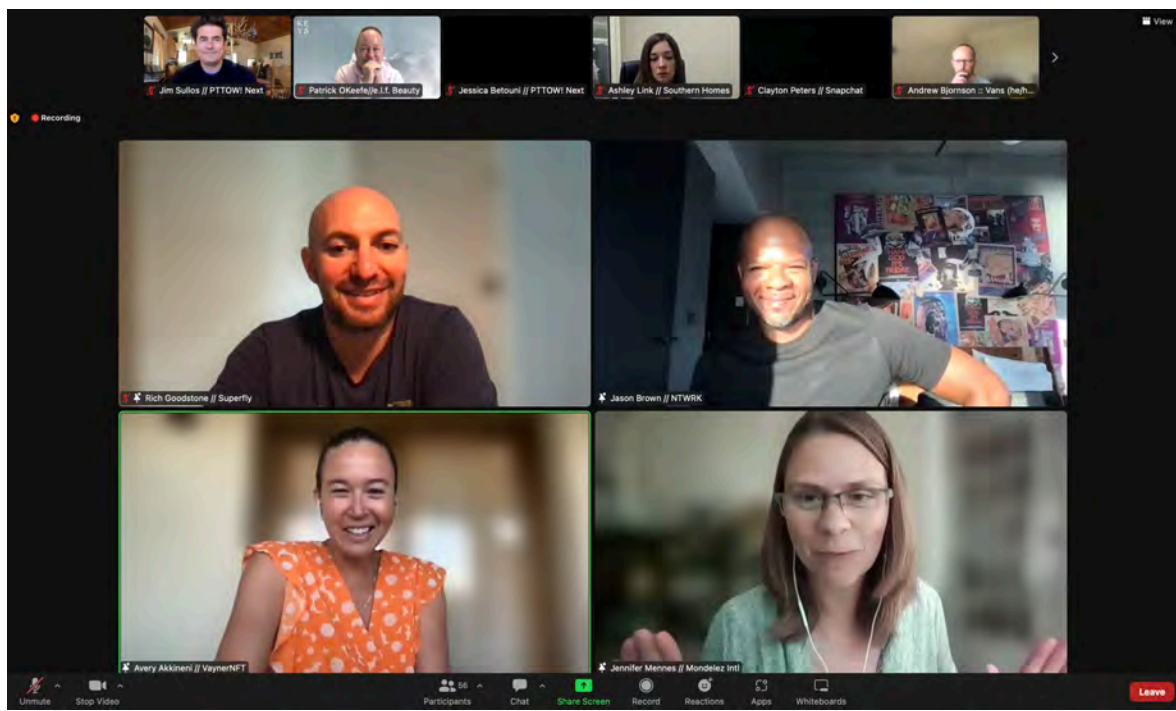 View
KEYS
Jim Sullos // PTTOW! Next
Patrick OKeefe//e.l.f. Beauty
Jessica Betouni // PTTOW! Next
Ashley Link // Southern Homes
Clayton Peters // Snapchat
Andrew Bjornson :: Vans (he/h...
Recording
Rich Goodstone // Superfly
Jason Brown // NTWRK
Avery Akkineni // VaynerNFT
Jennifer Mennes // Mondelez Intl
Unmute
Stop Video
Participants
56
Chat
Share Screen
Record
Reactions
Apps
Whiteboards
Leave